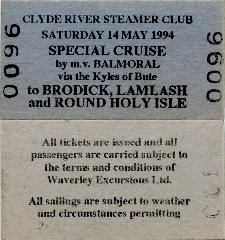 CLYDE RIVER STEAMER CLUB
SATURDAY 14 MAY 1994
SPECIAL CRUISE
by m.v. BALMORAL
via the Kyles of Bute
to BRODICK, LAMLASH
and ROUND HOLY ISLE
0096
0096
All tickets are issued and all
passengers are carried subject to
the terms and conditions of
Waverley Excursions Ltd.
All sailings are subject to weather
and circumstances permitting